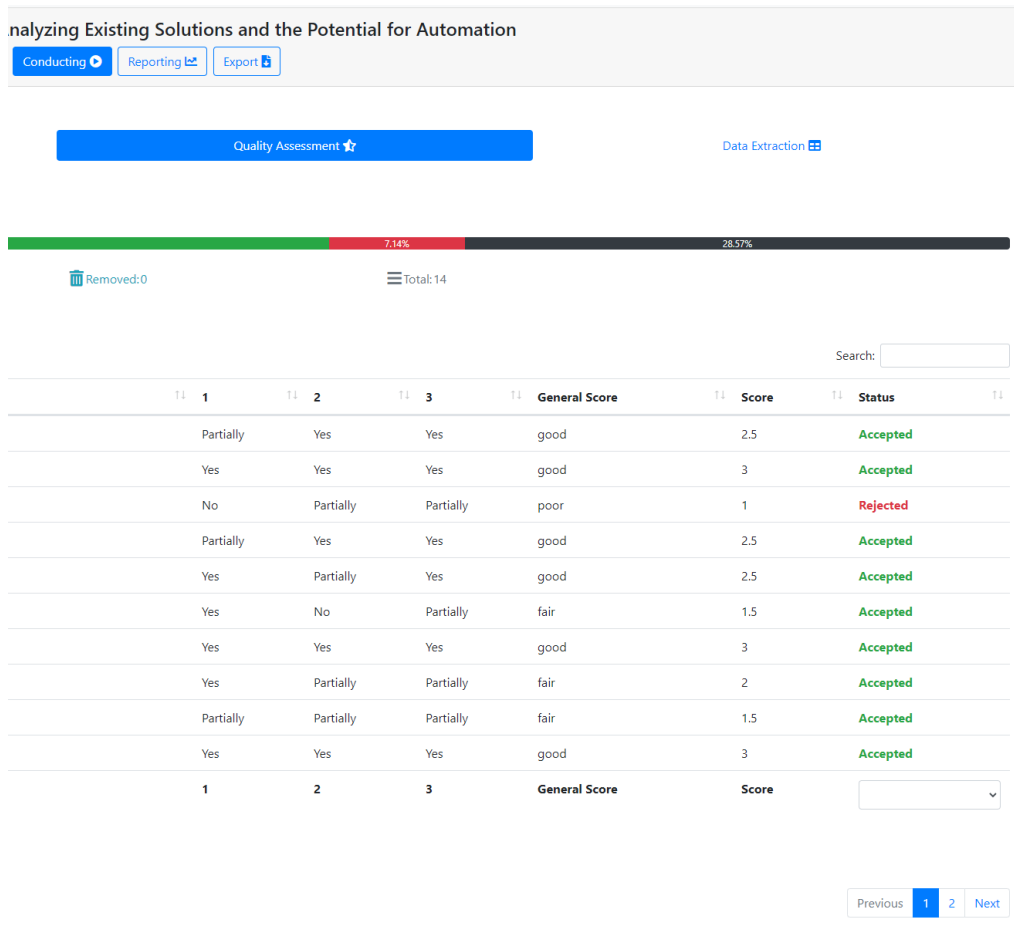 nalyzing Existing Solutions and the Potential for Automation
Conducting Reporting Export
Quality Assessment Data Extraction
7.14% 28.57%
Removed:0 Total:14
Search:
1 2 3 General Score Score Status
Partially Yes Yes good 2.5 Accepted
Yes Yes Yes good 3 Accepted
No Partially Partially poor 1 Rejected
Partially Yes Yes good 2.5 Accepted
Yes Partially Yes good 2.5 Accepted
Yes No Partially fair 1.5 Accepted
Yes Yes Yes good 3 Accepted
Yes Partially Partially fair 2 Accepted
Partially Partially Partially fair 1.5 Accepted
Yes Yes Yes good 3 Accepted
1 2 3 General Score Score
Previous 1 2 Next